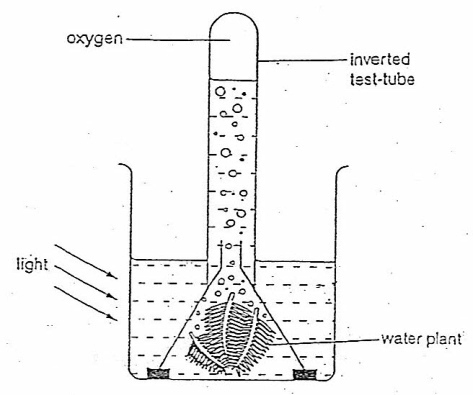 oxygen
inverted
test-tube
light
water plant